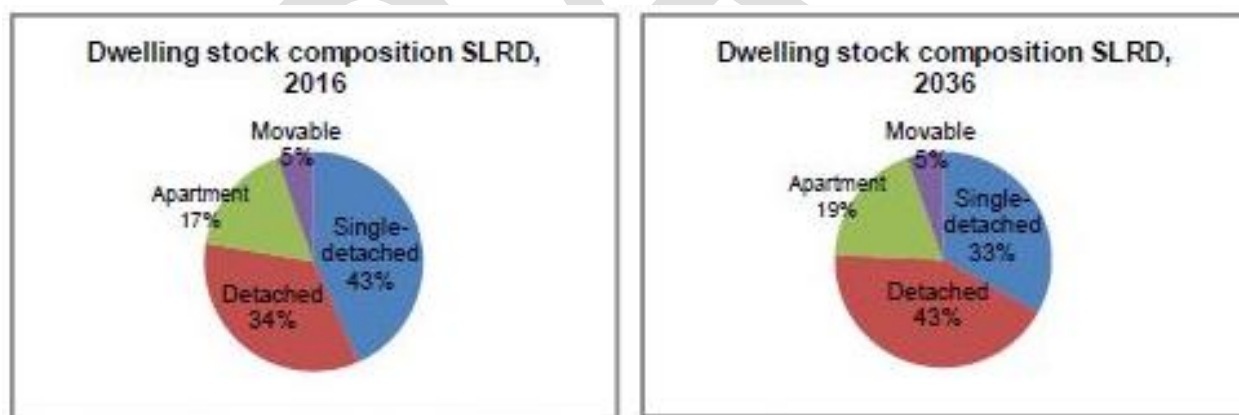 Dwelling stock composition SLRD,
2016
Movable
5%
Apartment
17%
Single-
detached
43%
Detached
34%
Dwelling stock composition SLRD,
2036
Movable
5%
Apartment
19%
Single-
detached
33%
Detached
43%